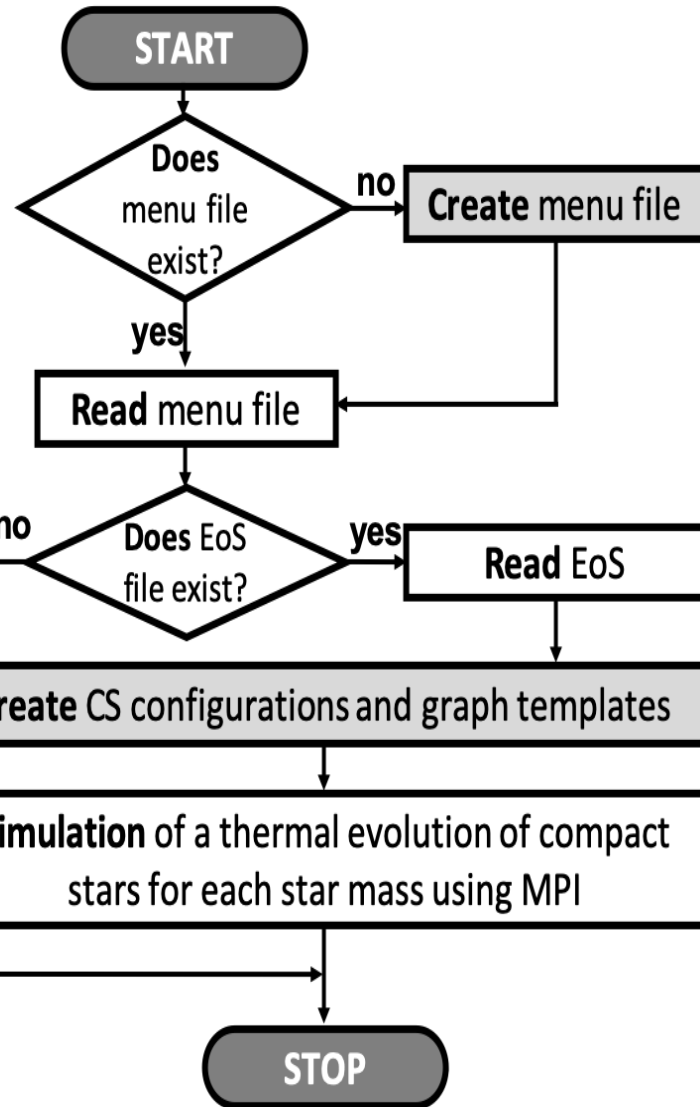 START
Does
menu file
exist?
no
Create menu file
yes
Read menu file
no
Does EoS
file exist?
yes
Read EoS
reate CS configurations and graph templates
imulation of a thermal evolution of compact
stars for each star mass using MPI
STOP